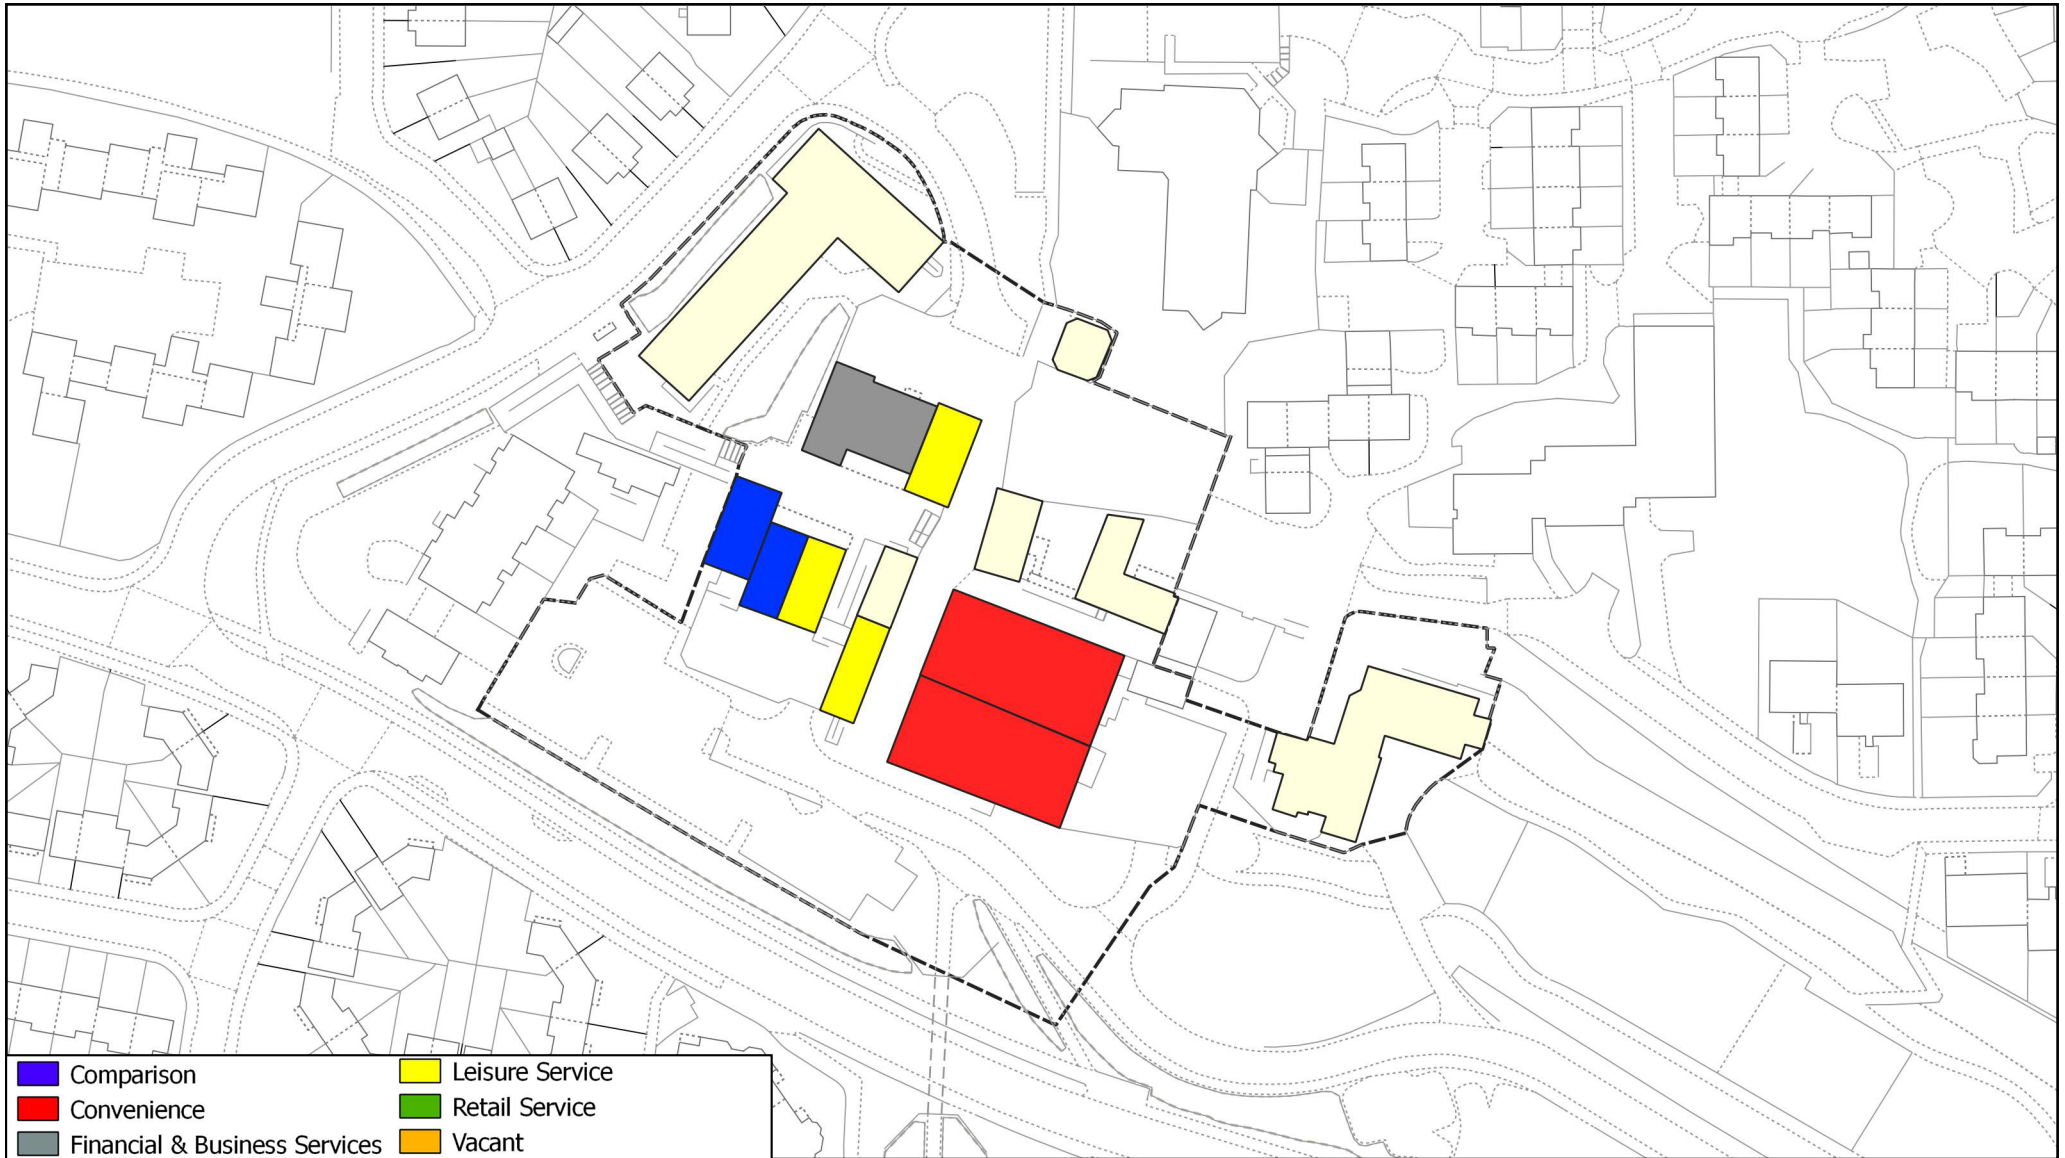 Comparison
Convenience
Financial & Business Services
Leisure Service
Retail Service
Vacant